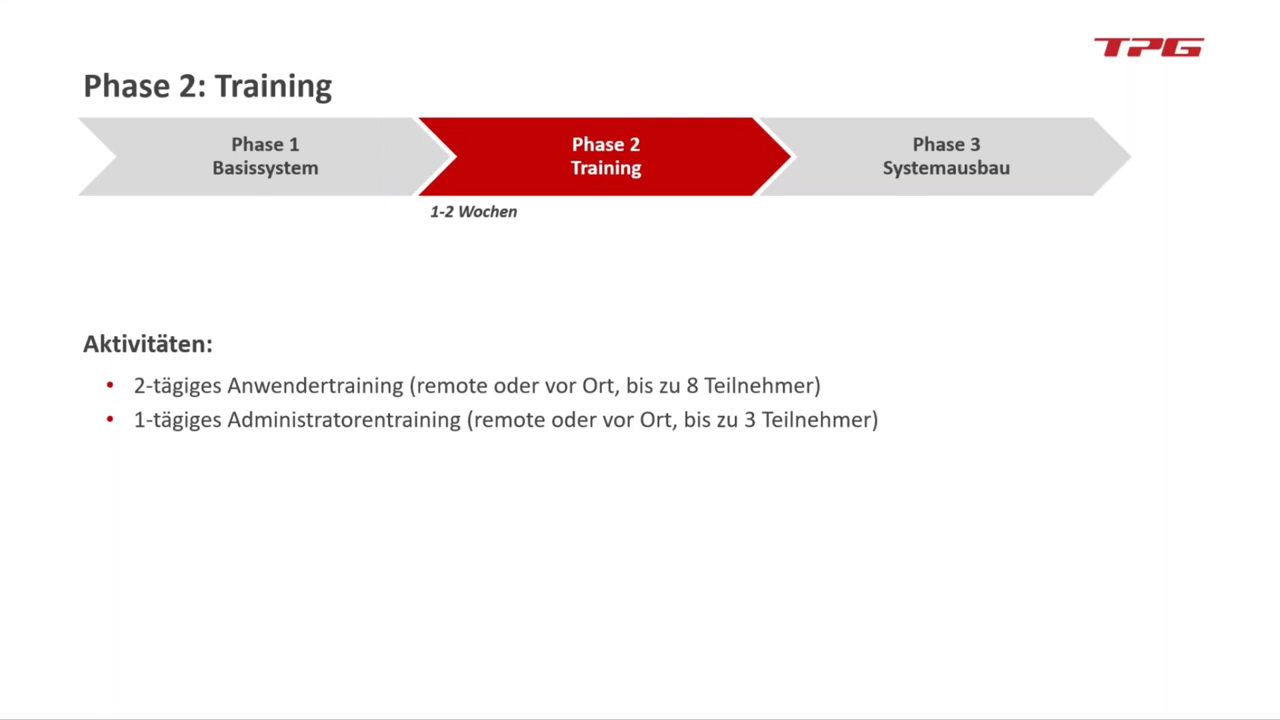 TPG
Phase 2: Training
Phase 1
Basissystem
Phase 2
Training
Phase 3
Systemausbau
1-2 Wochen
Aktivitäten:
• 2-tägiges Anwendertraining (remote oder vor Ort, bis zu 8 Teilnehmer)
• 1-tägiges Administratorentraining (remote oder vor Ort, bis zu 3 Teilnehmer)